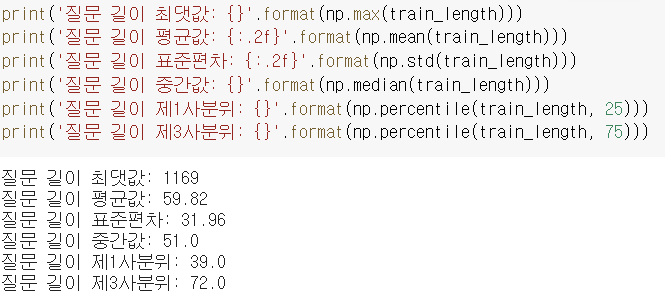 print('질문 길이 최댓값: {}'.format(np.max(train_length)))
print('질문 길이 평균값: {:.2f}'.format(np.mean(train_length)))
print('질문 길이 표준편차: {:.2f}'.format(np.std(train_length)))
print('질문 길이 중간값: {}'.format(np.median(train_length)))
print('질문 길이 제1사분위: {}'.format(np.percentile(train_length, 25)))
print('질문 길이 제3사분위: {}'.format(np.percentile(train_length, 75)))
질문 길이 최댓값: 1169
질문 길이 평균값: 59.82
질문 길이 표준편차: 31.96
질문 길이 중간값: 51.0
질문 길이 제1사분위: 39.0
질문 길이 제3사분위: 72.0